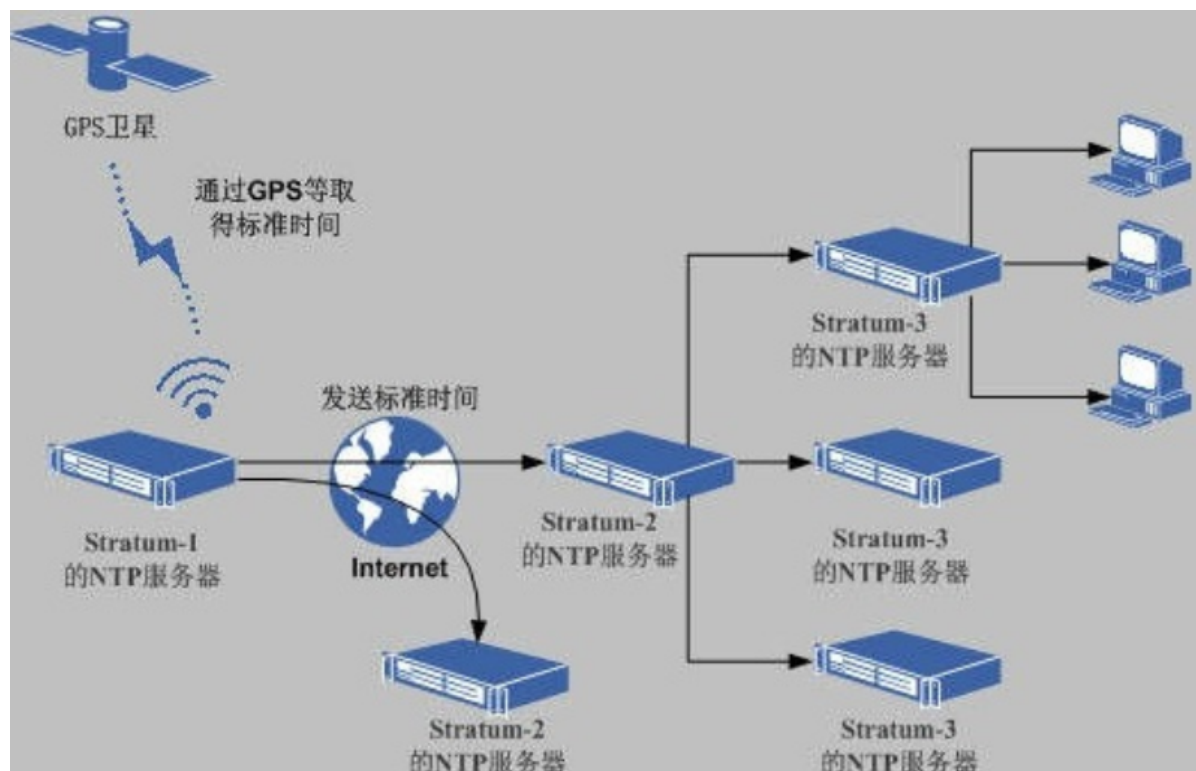 GPS卫星
通过GPS等取
得标准时间
发送标准时间
Internet
Stratum-1
的NTP服务器
Stratum-2
的NTP服务器
Stratum-2
的NTP服务器
Stratum-3
的NTP服务器
Stratum-3
的NTP服务器
Stratum-3
的NTP服务器